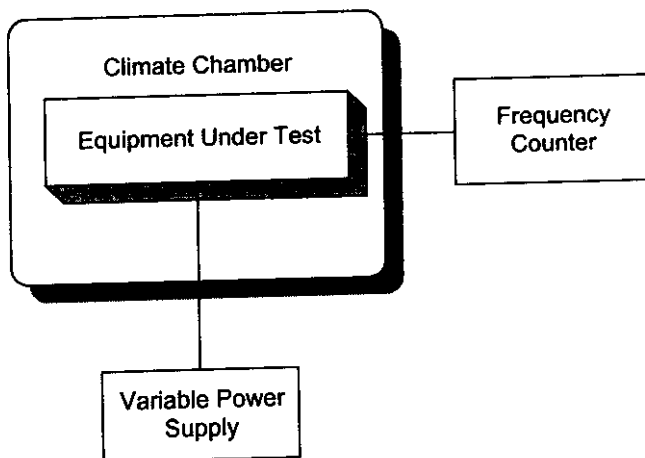 Climate Chamber
Equipment Under Test
Frequency
Counter
Variable Power
Supply